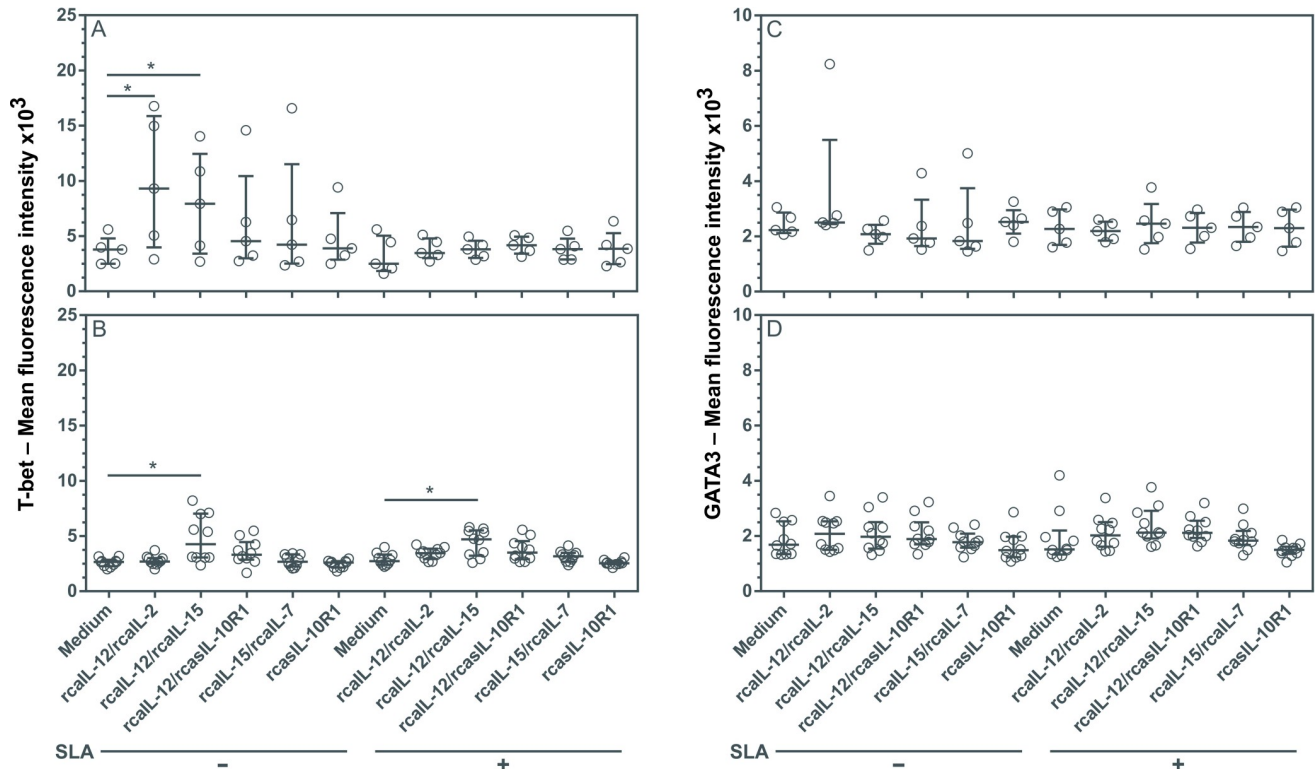 T-bet – Mean fluorescence intensity x10³
A
25
20
15
10
5
0
*
*
B
25
20
15
10
5
0
*
*
Medium
rcaIL-12/rcaIL-2
rcaIL-12/rcaIL-15
rcaIL-12/rcasIL-10R1
rcaIL-15/rcaIL-7
rcasIL-10R1
Medium
rcaIL-12/rcaIL-2
rcaIL-12/rcaIL-15
rcaIL-12/rcasIL-10R1
rcaIL-15/rcaIL-7
rcasIL-10R1
SLA
–
+
GATA3 – Mean fluorescence intensity x10³
C
10
8
6
4
2
0
D
10
8
6
4
2
0
Medium
rcaIL-12/rcaIL-2
rcaIL-12/rcaIL-15
rcaIL-12/rcasIL-10R1
rcaIL-15/rcaIL-7
rcasIL-10R1
Medium
rcaIL-12/rcaIL-2
rcaIL-12/rcaIL-15
rcaIL-12/rcasIL-10R1
rcaIL-15/rcaIL-7
rcasIL-10R1
SLA
–
+